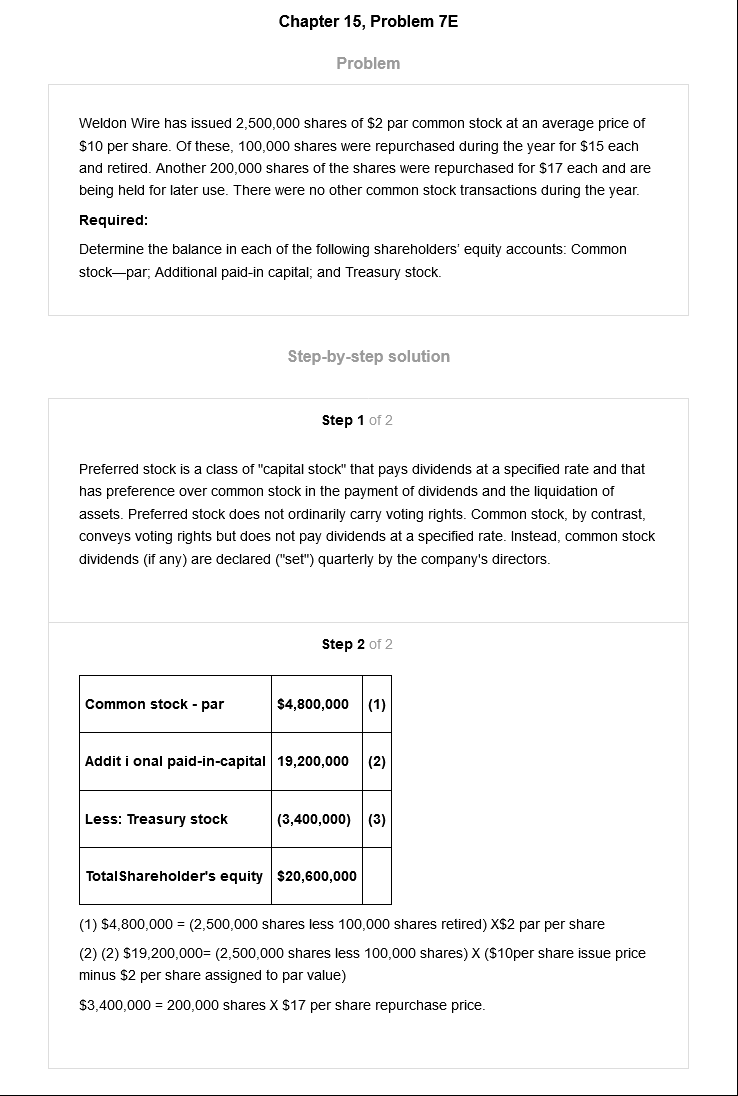 Chapter 15, Problem 7E
Problem
Weldon Wire has issued 2,500,000 shares of $2 par common stock at an average price of
$10 per share. Of these, 100,000 shares were repurchased during the year for $15 each
and retired. Another 200,000 shares of the shares were repurchased for $17 each and are
being held for later use. There were no other common stock transactions during the year.
Required:
Determine the balance in each of the following shareholders' equity accounts: Common
stock—par; Additional paid-in capital; and Treasury stock.
Step-by-step solution
Step 1 of 2
Preferred stock is a class of "capital stock" that pays dividends at a specified rate and that
has preference over common stock in the payment of dividends and the liquidation of
assets. Preferred stock does not ordinarily carry voting rights. Common stock, by contrast,
conveys voting rights but does not pay dividends at a specified rate. Instead, common stock
dividends (if any) are declared ("set") quarterly by the company's directors.
Step 2 of 2
Common stock - par $4,800,000 (1)
Addit i onal paid-in-capital 19,200,000 (2)
Less: Treasury stock (3,400,000) (3)
TotalShareholder's equity $20,600,000
(1) $4,800,000 = (2,500,000 shares less 100,000 shares retired) X$2 par per share
(2) (2) $19,200,000= (2,500,000 shares less 100,000 shares) X ($10per share issue price
minus $2 per share assigned to par value)
$3,400,000 = 200,000 shares X $17 per share repurchase price.